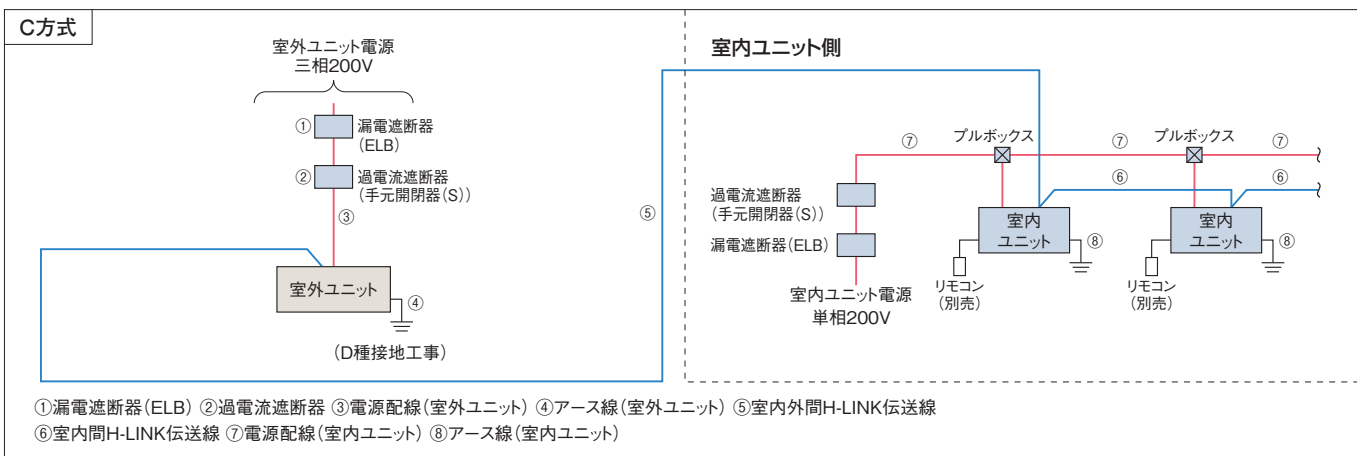 C方式
室外ユニット電源
三相200V
①
漏電遮断器
(ELB)
②
過電流遮断器
(手元開閉器(S))
③
室外ユニット
④
(D種接地工事)
⑤
室内ユニット側
⑦
プルボックス
⑦
プルボックス
⑦
⑥
⑥
過電流遮断器
(手元開閉器(S))
漏電遮断器(ELB)
室内ユニット電源
単相200V
室内
ユニット
⑧
リモコン
(別売)
室内
ユニット
⑧
リモコン
(別売)
①漏電遮断器(ELB) ②過電流遮断器 ③電源配線(室外ユニット) ④アース線(室外ユニット) ⑤室内外間H-LINK伝送線
⑥室内間H-LINK伝送線 ⑦電源配線(室内ユニット) ⑧アース線(室内ユニット)